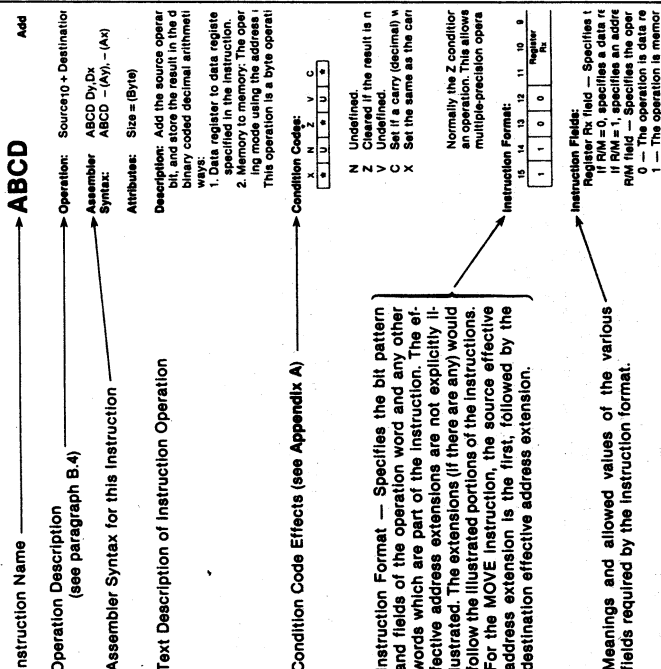 nstruction Name
Operation Description
(see paragraph B.4)
Assembler Syntax for this Instruction
Text Description of Instruction Operation
Condition Code Effects (see Appendix A)
nstruction Format — Specifies the bit pattern
and fields of the operation word and any other
words which are part of the instruction. The ef-
fective address extensions are not explicitly il-
lustrated. The extensions (if there are any) would
follow the illustrated portions of the instructions.
For the MOVE instruction, the source effective
address extension is the first, followed by the
destination effective address extension.
Meanings and allowed values of the various
fields required by the instruction format.
ABCD Add
Operation: Source10 + Destination
Assembler ABCD Dy,Dx
Syntax: ABCD – (Ay), – (Ax)
Attributes: Size = (Byte)
Description: Add the source operan
bit, and store the result in the d
binary coded decimal arithmeti
ways:
1. Data register to data registe
specified in the instruction.
2. Memory to memory: The oper
ing mode using the address
This operation is a byte operati
Condition Codes:
X N Z V C
* U * U *
N Undefined.
Z Cleared if the result is n
V Undefined.
C Set if a carry (decimal) w
X Set the same as the carr
Normally the Z condition
an operation. This allows
multiple-precision opera
Instruction Format:
15 14 13 12 11 10 9
1 1 0 0 Register
Rx
Instruction Fields:
Register Rx field — Specifies t
If R/M = 0, specifies a data re
If R/M = 1, specifies an addre
R/M field — Specifies the oper
0 — The operation is data re
1 — The operation is memor